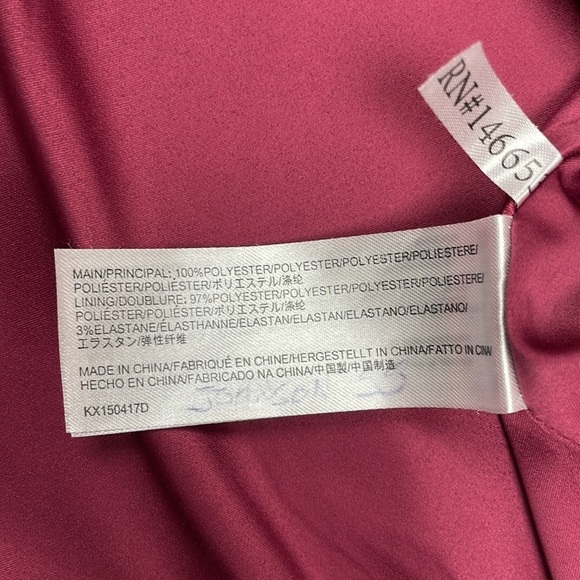 RN#14665
MAIN/PRINCIPAL: 100%POLYESTER/POLYESTER/POLYESTER/POLIESTERE/
POLIÉSTER/POLIÉSTER/ポリエステル/涤纶
LINING/DOUBLURE: 97%POLYESTER/POLYESTER/POLYESTER/POLIESTERE/
POLIÉSTER/POLIÉSTER/ポリエステル/涤纶
3%ELASTANE/ÉLASTHANNE/ELASTAN/ELASTAN/ELASTANO/ELASTANO/
エラスタン/弹性纤维
MADE IN CHINA/FABRIQUÉ EN CHINE/HERGESTELLT IN CHINA/FATTO IN CINA/
HECHO EN CHINA/FABRICADO NA CHINA/中国製/中国制造
KX150417D JOHNSON